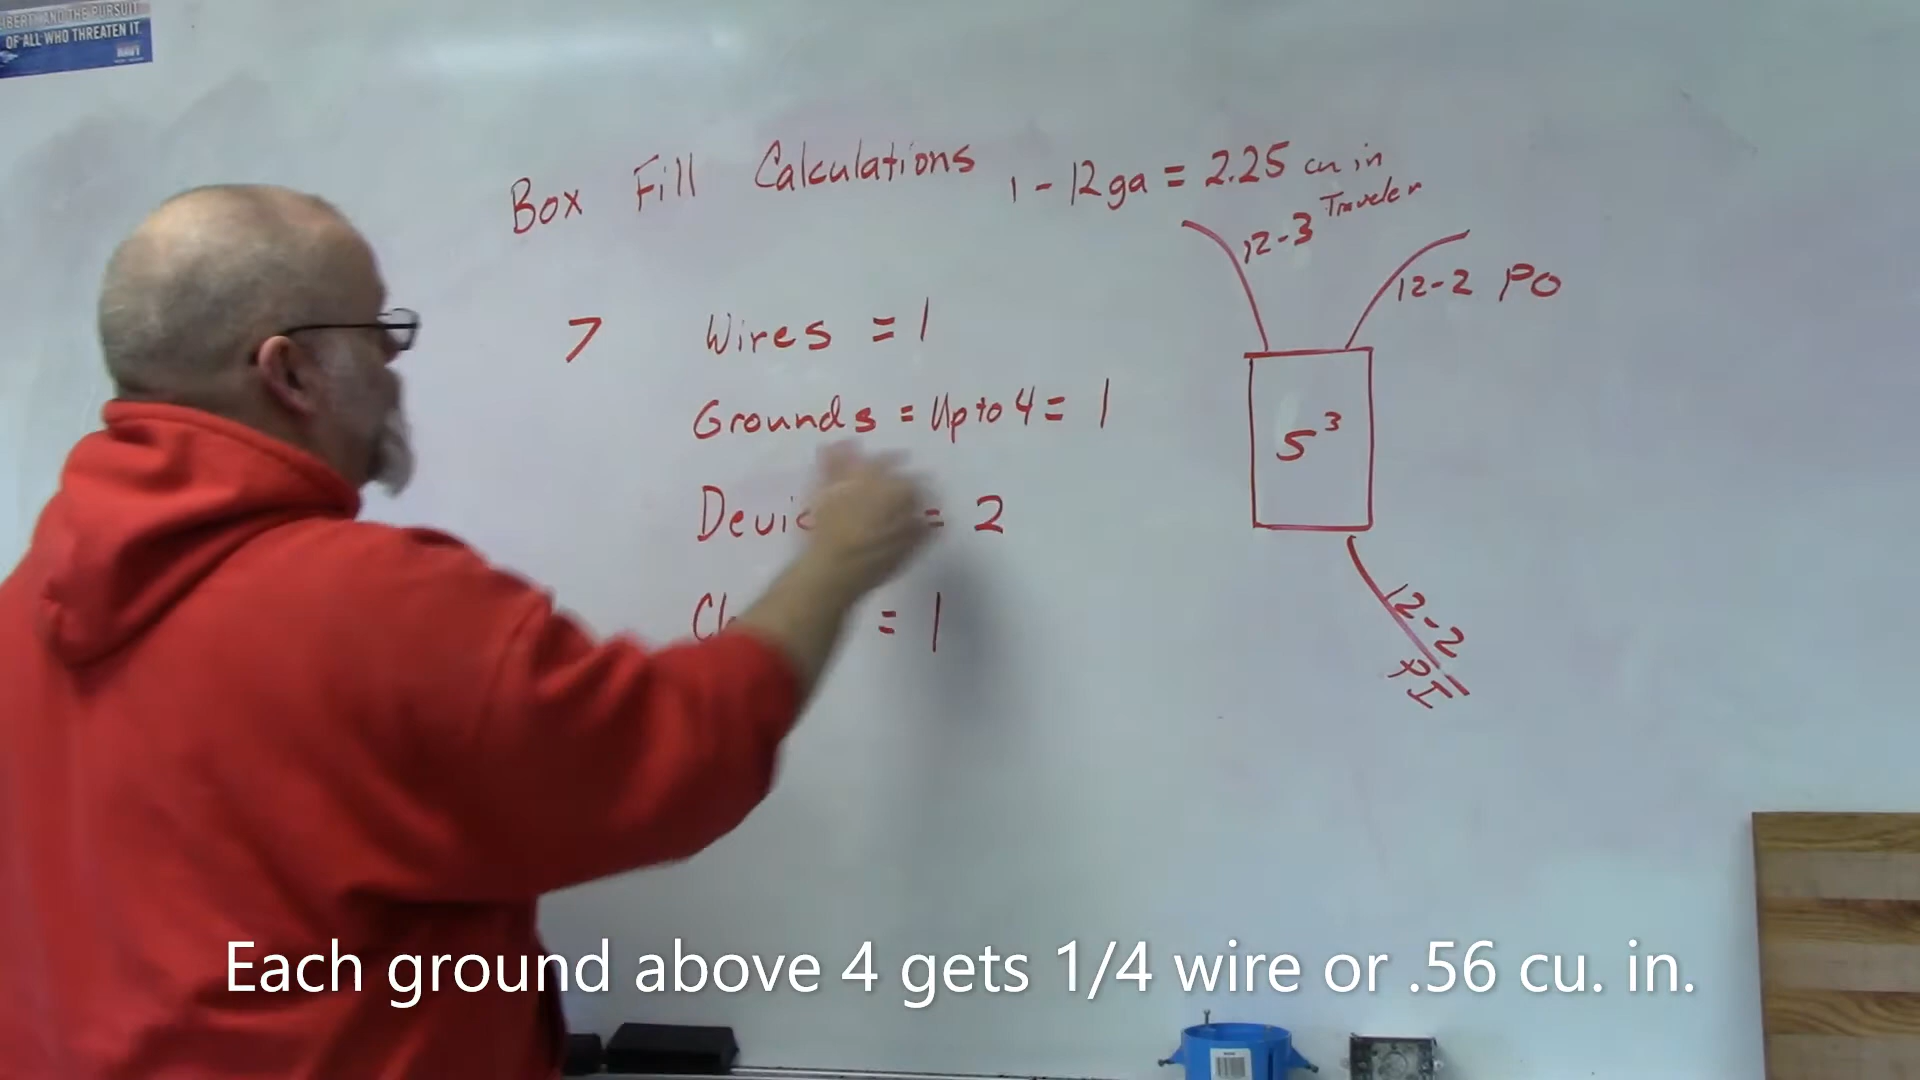 LIBERTY AND THE PURSUIT
OF ALL WHO THREATEN IT.
NAVY
Box Fill Calculations 1-12ga = 2.25 cu in
12-3 Traveler
12-2 PO
7 Wires = 1
Grounds = Up to 4 = 1
S³
= 2
= 1
12-2
PI
Each ground above 4 gets 1/4 wire or .56 cu. in.